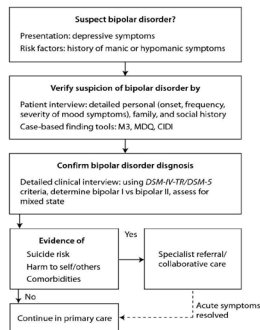 Suspect bipolar disorder?
Presentation: depressive symptoms
Risk factors: history of manic or hypomanic symptoms
Verify suspicion of bipolar disorder by
Patient interview: detailed personal (onset, frequency,
severity of mood symptoms), family, and social history
Case-based finding tools: M3, MDQ, CIDI
Confirm bipolar disorder disgnosis
Detailed clinical interview: using DSM-IV-TR/DSM-5
criteria, determine bipolar I vs bipolar II, assess for
mixed state
Evidence of
Suicide risk
Harm to self/others
Comorbidities
Yes
Specialist referral/
collaborative care
No
Acute symptoms
resolved
Continue in primary care